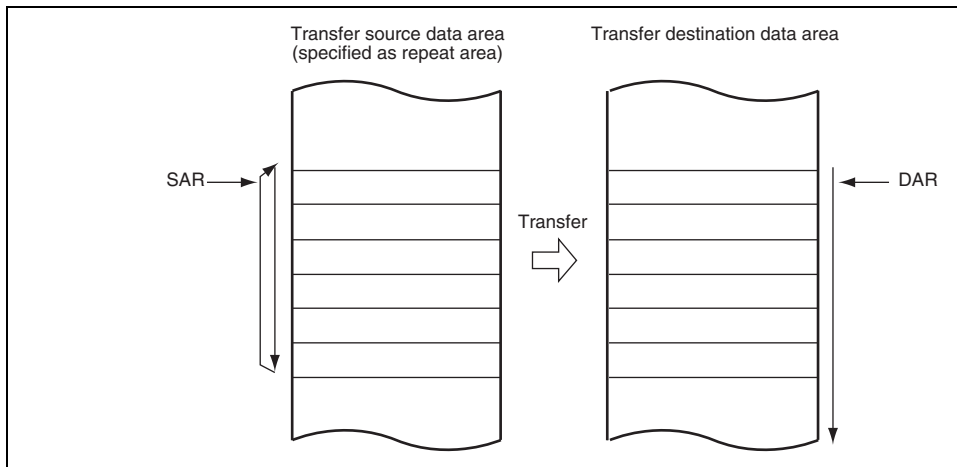 Transfer source data area
(specified as repeat area)
Transfer destination data area
SAR
Transfer
DAR